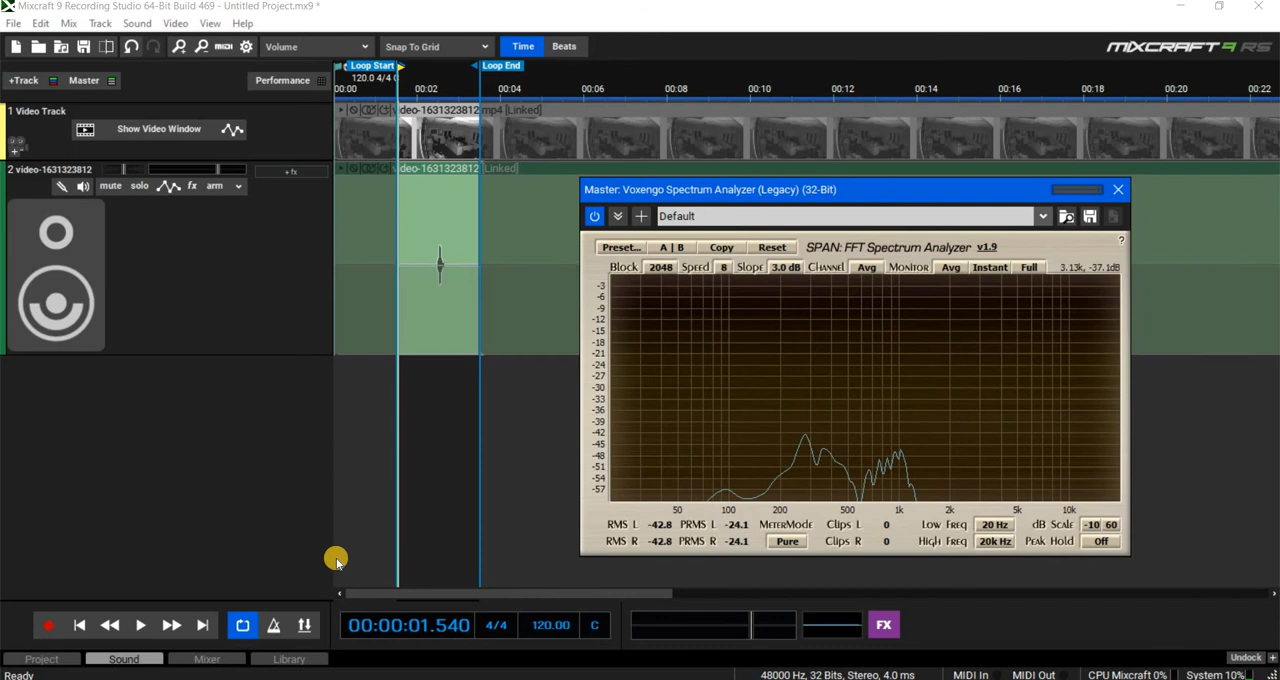 Mixcraft 9 Recording Studio 64-Bit Build 469 - Untitled Project.mx9 *
File Edit Mix Track Sound Video View Help
MIDI Volume Snap To Grid Time Beats MIXCRAFT 9 RS
+Track Master Performance
Loop Start Loop End
120.0 4/4 C
00:00 00:02 00:04 00:06 00:08 00:10 00:12 00:14 00:16 00:18 00:20 00:22
1 Video Track
deo-1631323812.mp4 [Linked]
Show Video Window
2 video-1631323812
+fx
deo-1631323812 [Linked]
mute solo fx arm
Master: Voxengo Spectrum Analyzer (Legacy) (32-Bit)
Default
Preset... A | B Copy Reset SPAN: FFT Spectrum Analyzer v1.9 ?
Block 2048 Speed 8 Slope 3.0 dB Channel Avg Monitor Avg Instant Full 3.13k, -37.1dB
-3
-6
-9
-12
-15
-18
-21
-24
-27
-30
-33
-36
-39
-42
-45
-48
-51
-54
-57
50 100 200 500 1k 2k 5k 10k
RMS L -42.8 PRMS L -24.1 MeterMode Clips L 0 Low Freq 20 Hz dB Scale -10 60
RMS R -42.8 PRMS R -24.1 Pure Clips R 0 High Freq 20k Hz Peak Hold Off
00:00:01.540 4/4 120.00 C FX
Project Sound Mixer Library Undock +
Ready 48000 Hz, 32 Bits, Stereo, 4.0 ms MIDI In MIDI Out CPU Mixcraft 0% System 10%